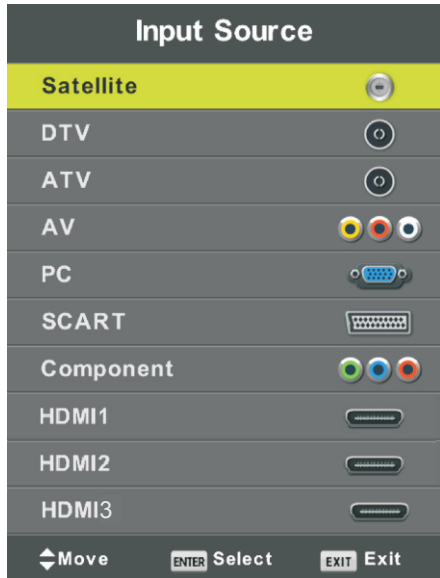 Input Source
Satellite
DTV
ATV
AV
PC
SCART
Component
HDMI1
HDMI2
HDMI3
Move ENTER Select EXIT Exit